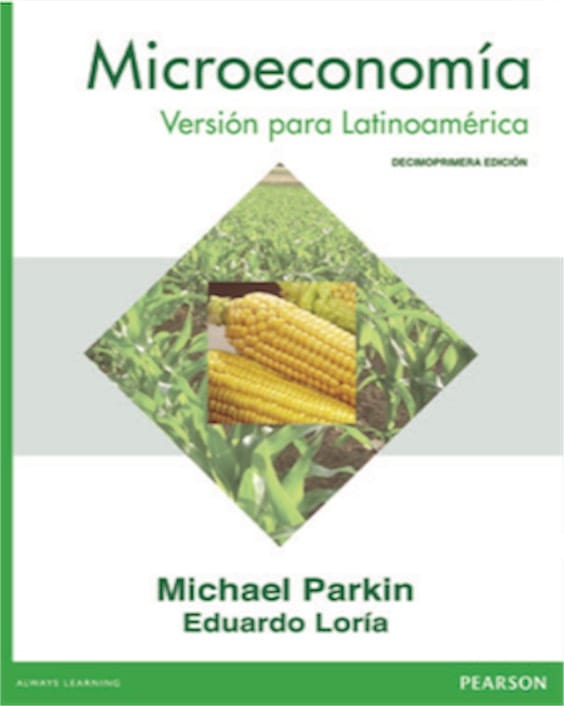 Microeconomía
Versión para Latinoamérica
DECIMOPRIMERA EDICIÓN
Michael Parkin
Eduardo Loría
ALWAYS LEARNING
PEARSON